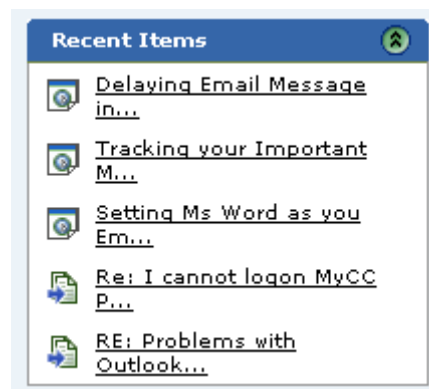 Recent Items
Delaying Email Message
in...
Tracking your Important
M...
Setting Ms Word as you
Em...
Re: I cannot logon MyCC
P...
RE: Problems with
Outlook...